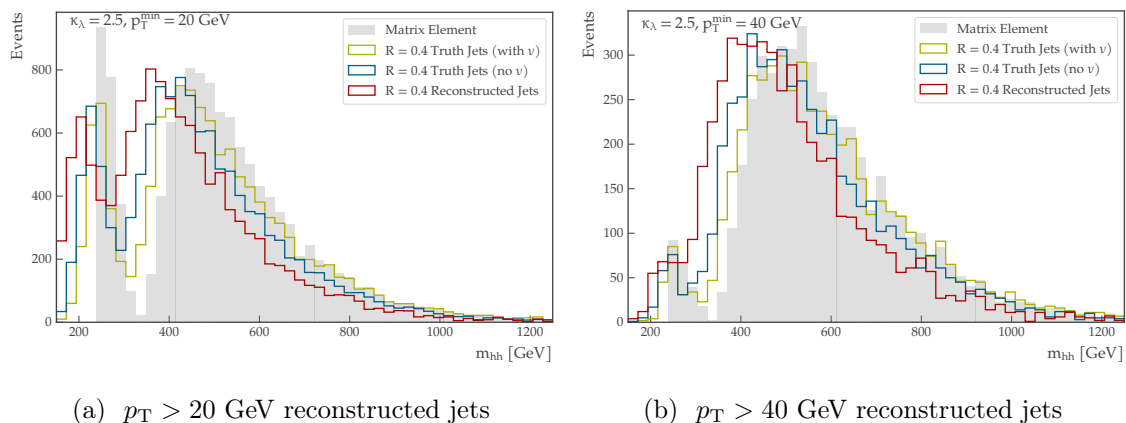 κλ = 2.5, pTmin = 20 GeV
Matrix Element
R = 0.4 Truth Jets (with ν)
R = 0.4 Truth Jets (no ν)
R = 0.4 Reconstructed Jets
Events
800
600
400
200
0
200 400 600 800 1000 1200
mhh [GeV]
(a) pT > 20 GeV reconstructed jets
κλ = 2.5, pTmin = 40 GeV
Matrix Element
R = 0.4 Truth Jets (with ν)
R = 0.4 Truth Jets (no ν)
R = 0.4 Reconstructed Jets
Events
300
250
200
150
100
50
0
200 400 600 800 1000 1200
mhh [GeV]
(b) pT > 40 GeV reconstructed jets